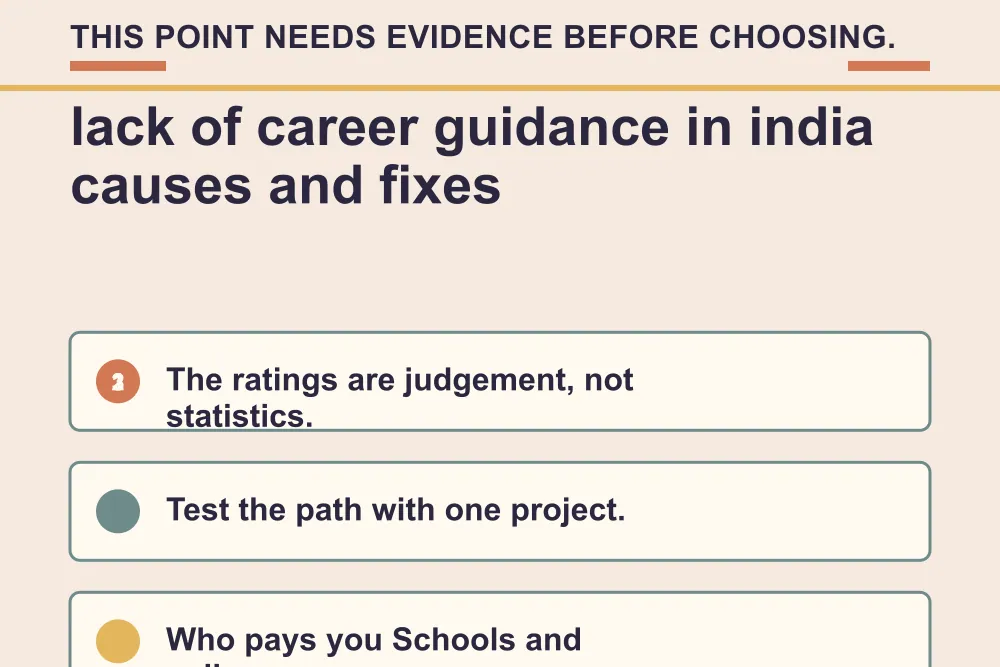 THIS POINT NEEDS EVIDENCE BEFORE CHOOSING.
lack of career guidance in india
causes and fixes
The ratings are judgement, not
statistics.
Test the path with one project.
Who pays you Schools and